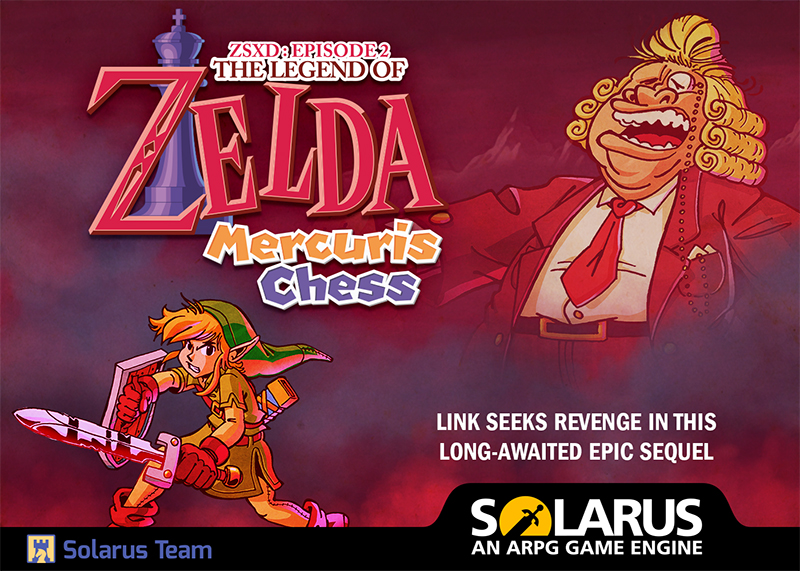 ZSXD : EPISODE 2
THE LEGEND OF
ZELDA
Mercuris
Chess
LINK SEEKS REVENGE IN THIS
LONG-AWAITED EPIC SEQUEL
SOLARUS
AN ARPG GAME ENGINE
Solarus Team